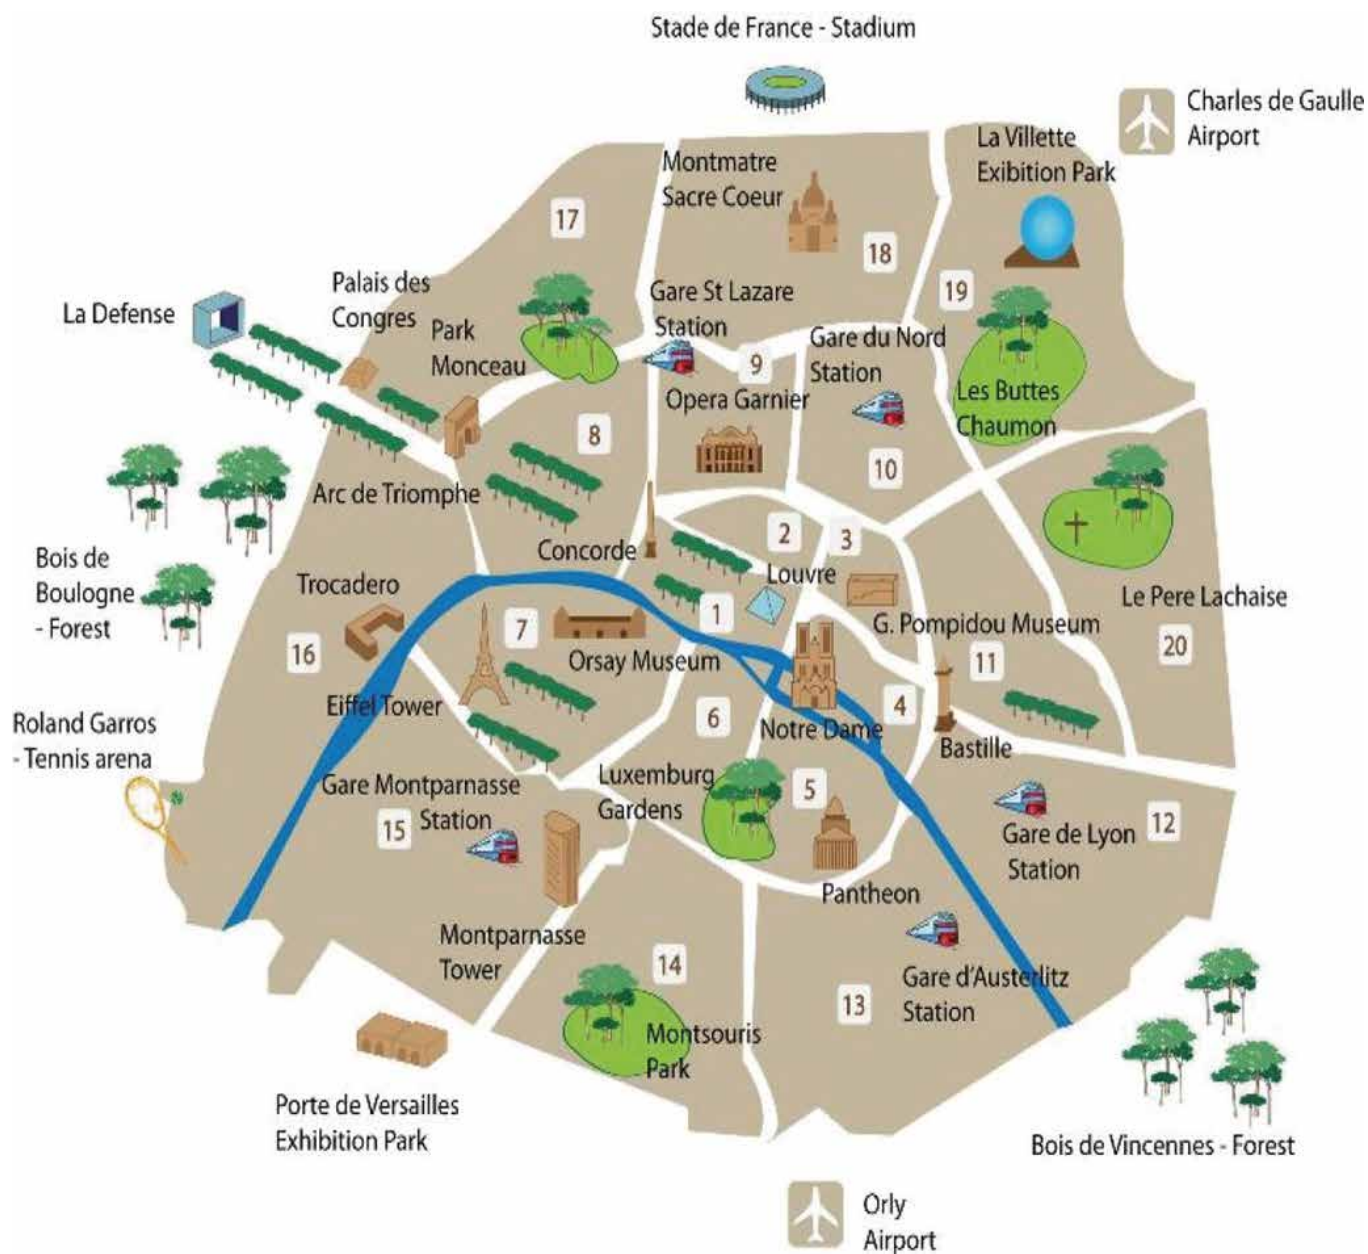 Stade de France - Stadium
Charles de Gaulle
Airport
La Villette
Exibition Park
Montmatre
Sacre Coeur
17
18
19
Palais des
Congres
La Defense
Park
Monceau
Gare St Lazare
Station
Gare du Nord
Station
9
Opera Garnier
Les Buttes
Chaumon
8
10
Arc de Triomphe
Concorde
2
3
Bois de
Boulogne
- Forest
Trocadero
Louvre
Le Pere Lachaise
1
7
G. Pompidou Museum
16
Orsay Museum
11
20
Eiffel Tower
6
4
Notre Dame
Bastille
Roland Garros
- Tennis arena
Gare Montparnasse
Station
Luxemburg
Gardens
5
15
12
Gare de Lyon
Station
Pantheon
Montparnasse
Tower
14
13
Gare d'Austerlitz
Station
Montsouris
Park
Porte de Versailles
Exhibition Park
Bois de Vincennes - Forest
Orly
Airport